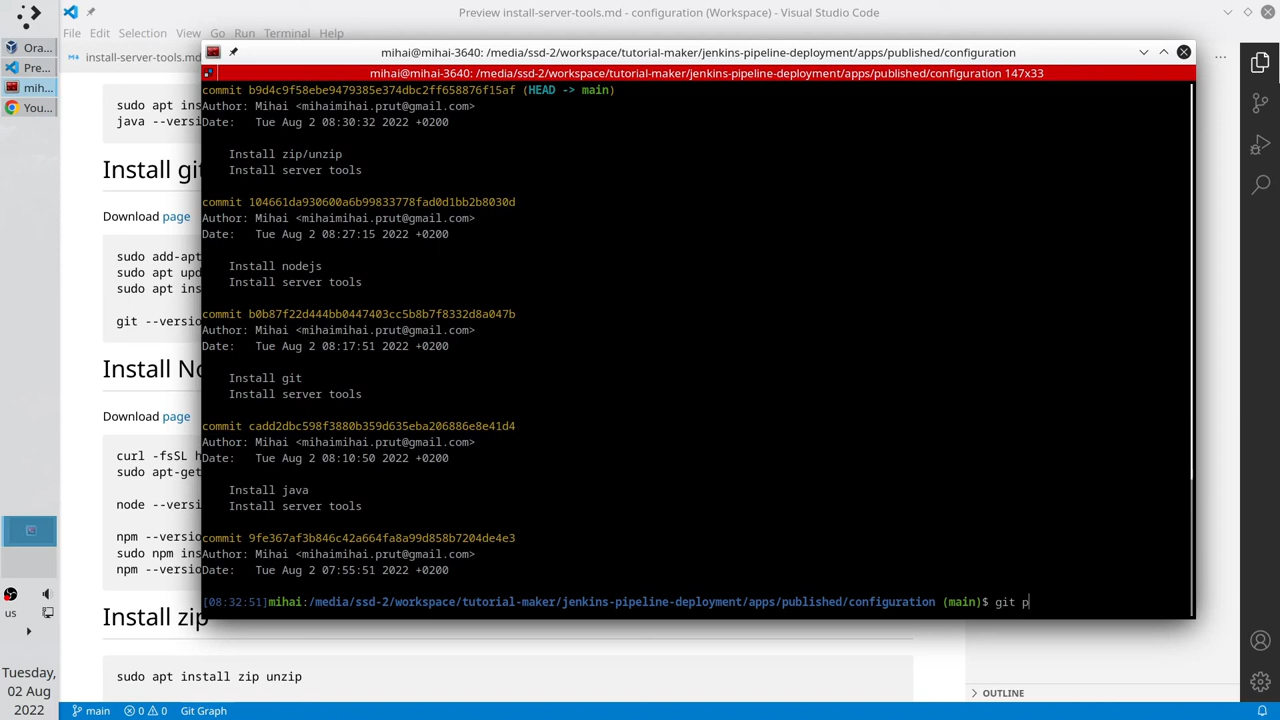 Preview install-server-tools.md - configuration (Workspace) - Visual Studio Code
File Edit Selection View Go Run Terminal Help
Ora...
Pre...
mih...
You...
install-server-tools.md
mihai@mihai-3640: /media/ssd-2/workspace/tutorial-maker/jenkins-pipeline-deployment/apps/published/configuration
mihai@mihai-3640: /media/ssd-2/workspace/tutorial-maker/jenkins-pipeline-deployment/apps/published/configuration 147x33
sudo apt ins
java --versi
Install git
Download page
sudo add-apt
sudo apt upd
sudo apt ins
git --versio
Install No
Download page
curl -fsSL h
sudo apt-get
node --versi
npm --versio
sudo npm ins
npm --versio
Install zip
sudo apt install zip unzip
commit b9d4c9f58ebe9479385e374dbc2ff658876f15af (HEAD -> main)
Author: Mihai <mihaimihai.prut@gmail.com>
Date:   Tue Aug 2 08:30:32 2022 +0200
Install zip/unzip
Install server tools
commit 104661da930600a6b99833778fad0d1bb2b8030d
Author: Mihai <mihaimihai.prut@gmail.com>
Date:   Tue Aug 2 08:27:15 2022 +0200
Install nodejs
Install server tools
commit b0b87f22d444bb0447403cc5b8b7f8332d8a047b
Author: Mihai <mihaimihai.prut@gmail.com>
Date:   Tue Aug 2 08:17:51 2022 +0200
Install git
Install server tools
commit cadd2dbc598f3880b359d635eba206886e8e41d4
Author: Mihai <mihaimihai.prut@gmail.com>
Date:   Tue Aug 2 08:10:50 2022 +0200
Install java
Install server tools
commit 9fe367af3b846c42a664fa8a99d858b7204de4e3
Author: Mihai <mihaimihai.prut@gmail.com>
Date:   Tue Aug 2 07:55:51 2022 +0200
[08:32:51]mihai:/media/ssd-2/workspace/tutorial-maker/jenkins-pipeline-deployment/apps/published/configuration (main)$ git p
us
Tuesday,
02 Aug
2022
OUTLINE
main 0 0 Git Graph